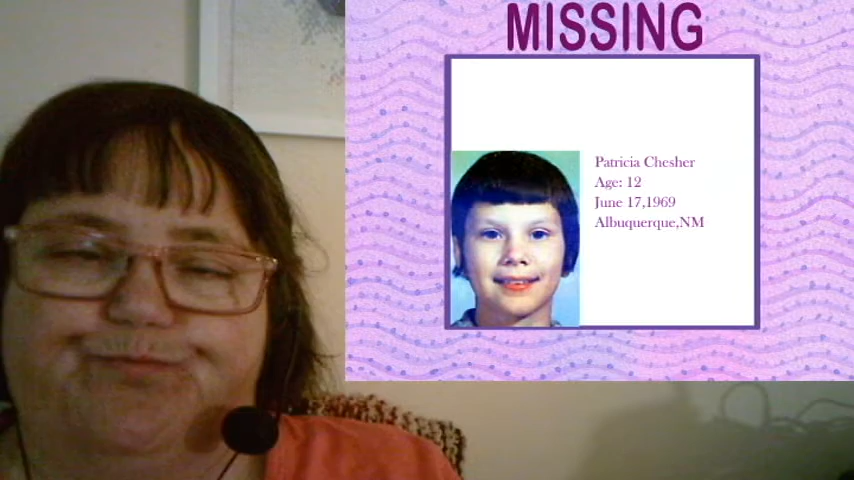 MISSING
Patricia Chesher
Age: 12
June 17,1969
Albuquerque,NM